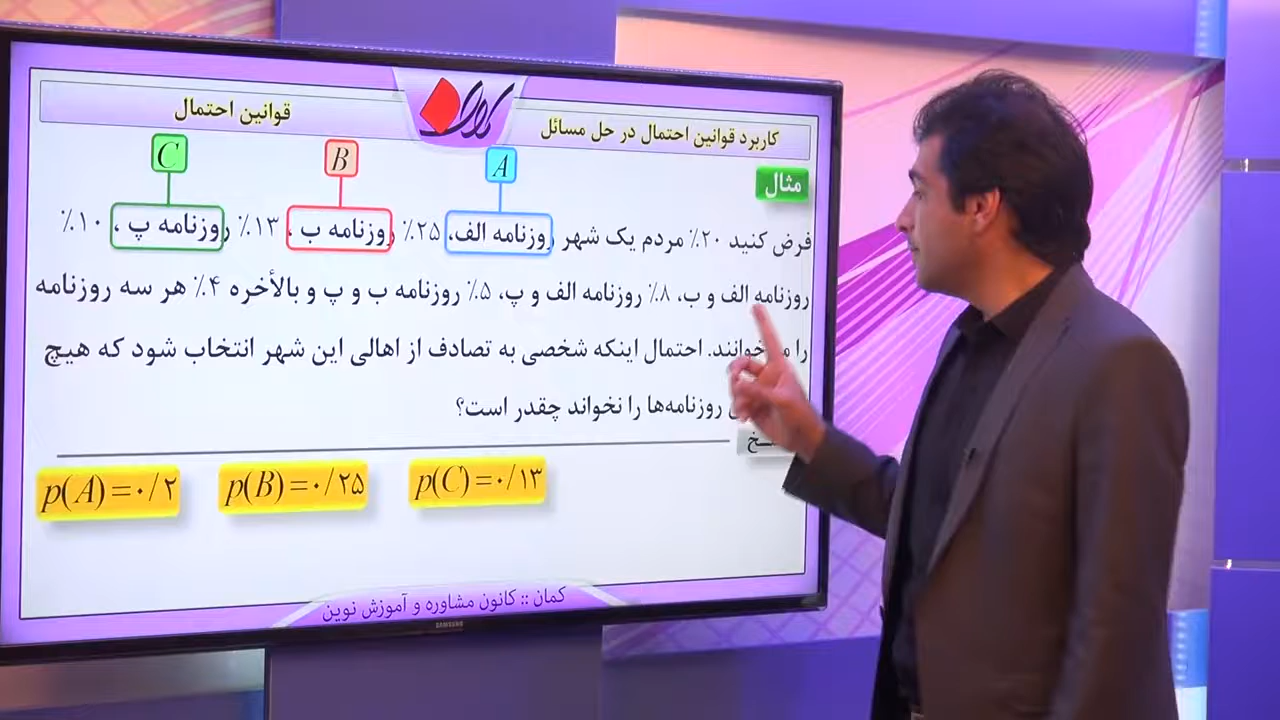 کاربرد قوانین احتمال در حل مسائل
قوانین احتمال
مثال
A
B
C
فرض کنید ۲۰٪ مردم یک شهر روزنامه الف، ۲۵٪ روزنامه ب، ۱۳٪ روزنامه پ، ۱۰٪
روزنامه الف و ب، ۸٪ روزنامه الف و پ، ۵٪ روزنامه ب و پ و بالأخره ۴٪ هر سه روزنامه
را می‌خوانند. احتمال اینکه شخصی به تصادف از اهالی این شهر انتخاب شود که هیچ
روزنامه‌ها را نخواند چقدر است؟
p(A)=۰/۲
p(B)=۰/۲۵
p(C)=۰/۱۳
کمان :: کانون مشاوره و آموزش نوین
SAMSUNG